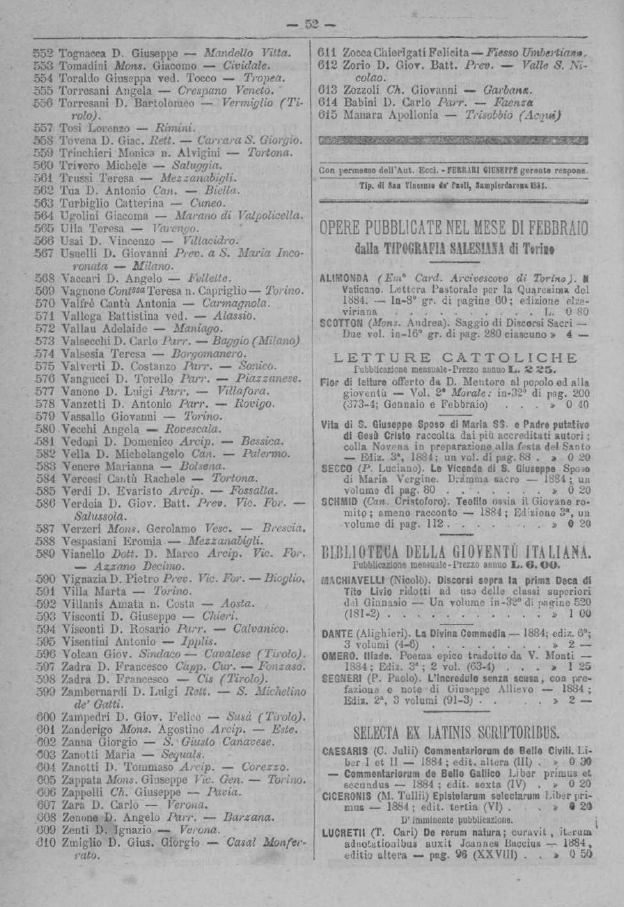 — 52 —
552 Tognacca D. Giuseppe — Mandello Vitta.
553 Tomadini Mons. Giacomo — Cividale.
554 Toraldo Giuseppa ved. Tocco — Tropea.
555 Torresani Angela — Crespano Veneto.
556 Torresani D. Bartolomeo — Vermiglio (Ti-
rolo).
557 Tosi Lorenzo — Rimini.
558 Tovena D. Giac. Rett. — Carrara S. Giorgio.
559 Trinchieri Monica n. Alvigini — Tortona.
560 Trivero Michele — Saluggia.
561 Trussi Teresa — Mezzanabigli.
562 Tua D. Antonio Can. — Biella.
563 Turbiglio Catterina — Cuneo.
564 Ugolini Giacoma — Marano di Valpolicella.
565 Ulla Teresa — Varengo.
566 Usai D. Vincenzo — Villacidro.
567 Usuelli D. Giovanni Prev. a S. Maria Inco-
ronata — Milano.
568 Vaccari D. Angelo — Follette.
569 Vagnone Contessa Teresa n. Capriglio — Torino.
570 Valfrè Cantù Antonia — Carmagnola.
571 Vallega Battistina ved. — Alassio.
572 Vallau Adelaide — Maniago.
573 Valsecchi D. Carlo Parr. — Baggio (Milano)
574 Valsesia Teresa — Borgomanero.
575 Valverti D. Costanzo Parr. — Sonico.
576 Vangucci D. Torello Parr. — Piazzanese.
577 Vanone D. Luigi Parr. — Villafora.
578 Vanzetti D. Antonio Parr. — Rovigo.
579 Vassallo Giovanni — Torino.
580 Vecchi Angela — Rovescala.
581 Vedoni D. Domenico Arcip. — Bessica.
582 Vella D. Michelangelo Can. — Palermo.
583 Venere Marianna — Bolsena.
584 Vercesi Cantù Rachele — Tortona.
585 Verdi D. Evaristo Arcip. — Fossalta.
586 Verdoia D. Giov. Batt. Prev. Vic. For. —
Salussola.
587 Verzeri Mons. Gerolamo Vesc. — Brescia.
588 Vespasiani Eromia — Mezzanabigli.
589 Vianello Dott. D. Marco Arcip. Vic. For.
— Azzano Decimo.
590 Vignazia D. Pietro Prev. Vic. For. — Bioglio.
591 Villa Marta — Torino.
592 Villanis Amata n. Costa — Aosta.
593 Visconti D. Giuseppe — Chieri.
594 Visconti D. Rosario Parr. — Calvanico.
595 Visentini Antonio — Ipplis.
596 Volcan Giov. Sindaco — Cavalese (Tirolo).
597 Zadra D. Francesco Capp. Cur. — Fonzaso.
598 Zadra D. Francesco — Cis (Tirolo).
599 Zambernardi D. Luigi Rett. — S. Michelino
de' Gatti.
600 Zampedri D. Giov. Felice — Susà (Tirolo).
601 Zanderigo Mons. Agostino Arcip. — Este.
602 Zanna Giorgio — S. Giusto Canavese.
603 Zanotti Maria — Sequals.
604 Zanotti D. Tommaso Arcip. — Corezzo.
605 Zappata Mons. Giuseppe Vic. Gen. — Torino.
606 Zappelli Ch. Giuseppe — Pavia.
607 Zara D. Carlo — Verona.
608 Zenone D. Angelo Parr. — Barzana.
609 Zenti D. Ignazio — Verona.
610 Zmiglio D. Gius. Giorgio — Casal Monfer-
rato.
611 Zocca Chierigati Felicita — Fiesso Umbertiano.
612 Zorio D. Giov. Batt. Prev. — Valle S. Ni-
colao.
613 Zozzoli Ch. Giovanni — Garbana.
614 Babini D. Carlo Parr. — Faenza
615 Manara Apollonia — Trisobbio (Acqui)
Con permesso dell'Aut. Eccl. - FERRARI GIUSEPPE gerente respons.
Tip. di San Vincenzo de' Paoli, Sampierdarena 1884.
OPERE PUBBLICATE NEL MESE DI FEBBRAIO
dalla TIPOGRAFIA SALESIANA di Torino
ALIMONDA (Emº Card. Arcivescovo di Torino). Il
Vaticano. Lettera Pastorale per la Quaresima del
1884. — In-8º gr. di pagine 60; edizione elze-
viriana . . . . . . . . L. 0 80
SCOTTON (Mons. Andrea). Saggio di Discorsi Sacri —
Due vol. in-16º gr. di pag. 280 ciascuno » 4 —
LETTURE CATTOLICHE
Pubblicazione mensuale-Prezzo annuo L. 2 25.
Fior di letture offerto da D. Mentore al popolo ed alla
gioventù — Vol. 2º Morale: in-32º di pag. 200
(373-4; Gennaio e Febbraio) . . . . » 0 40
Vita di S. Giuseppe Sposo di Maria SS. e Padre putativo
di Gesù Cristo raccolta dai più accreditati autori;
colla Novena in preparazione alla festa del Santo
— Ediz. 3ª, 1884; un vol. di pag. 88 . » 0 20
SECCO (P. Luciano). Le Vicende di S. Giuseppe Sposo
di Maria Vergine. Dramma sacro — 1884; un
volume di pag. 80 . . . . . . » 0 20
SCHMID (Can. Cristoforo). Teofilo ossia il Giovane ro-
mito; ameno racconto — 1884; Edizione 3ª, un
volume di pag. 112 . . . . . . » 0 20
BIBLIOTECA DELLA GIOVENTÙ ITALIANA.
Pubblicazione mensuale-Prezzo annuo L. 6. 00.
MACHIAVELLI (Nicolò). Discorsi sopra la prima Deca di
Tito Livio ridotti ad uso delle classi superiori
del Ginnasio — Un volume in-32º di pagine 520
(181-2) . . . . . . . . . » 1 00
DANTE (Alighieri). La Divina Commedia — 1884; ediz. 6ª;
3 volumi (4-6) . . . . . . . » 2 —
OMERO. Iliade. Poema epico tradotto da V. Monti —
1884; Ediz. 3ª; 2 vol. (63-4) . . . » 1 25
SEGNERI (P. Paolo). L'incredulo senza scusa, con pre-
fazione e note di Giuseppe Allievo — 1884;
Ediz. 2ª, 3 volumi (91-3) . . . . » 2 —
SELECTA EX LATINIS SCRIPTORIBUS.
CAESARIS (C. Julii) Commentariorum de Bello Civili. Li-
ber I et II — 1884; edit. altera (III) . » 0 30
— Commentariorum de Bello Gallico Liber primus et
secundus — 1884; edit. sexta (IV) . » 0 20
CICERONIS (M. Tullii) Epistolarum selectarum Liber pri-
mus — 1884; edit. tertia (VI) . . . » 0 20
D'imminente pubblicazione.
LUCRETII (T. Cari) De rerum natura; curavit, iterum
adnotationibus auxit Joannes Baccius — 1884,
editio altera — pag. 96 (XXVIII) . . » 0 50